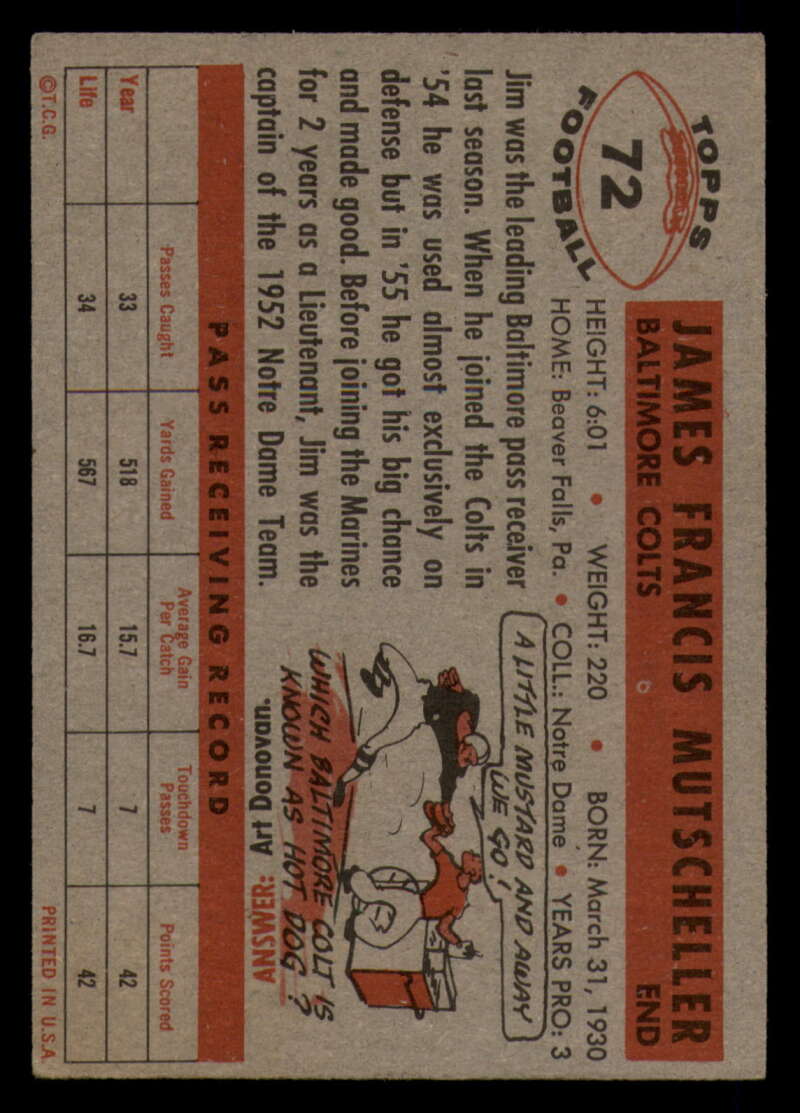 TOPPS
72
FOOTBALL
JAMES FRANCIS MUTSCHELLER
BALTIMORE COLTS END
HEIGHT: 6:01 • WEIGHT: 220 • BORN: March 31, 1930
HOME: Beaver Falls, Pa. • COLL.: Notre Dame • YEARS PRO: 3
Jim was the leading Baltimore pass receiver
last season. When he joined the Colts in
'54 he was used almost exclusively on
defense but in '55 he got his big chance
and made good. Before joining the Marines
for 2 years as a Lieutenant, Jim was the
captain of the 1952 Notre Dame Team.
A LITTLE MUSTARD AND AWAY
WE GO!
WHICH BALTIMORE COLT IS
KNOWN AS HOT DOG?
ANSWER: Art Donovan.
PASS RECEIVING RECORD
Passes Caught Yards Gained Average Gain Per Catch Touchdown Passes Points Scored
Year 33 518 15.7 7 42
Life 34 567 16.7 7 42
©T.C.G. PRINTED IN U.S.A.